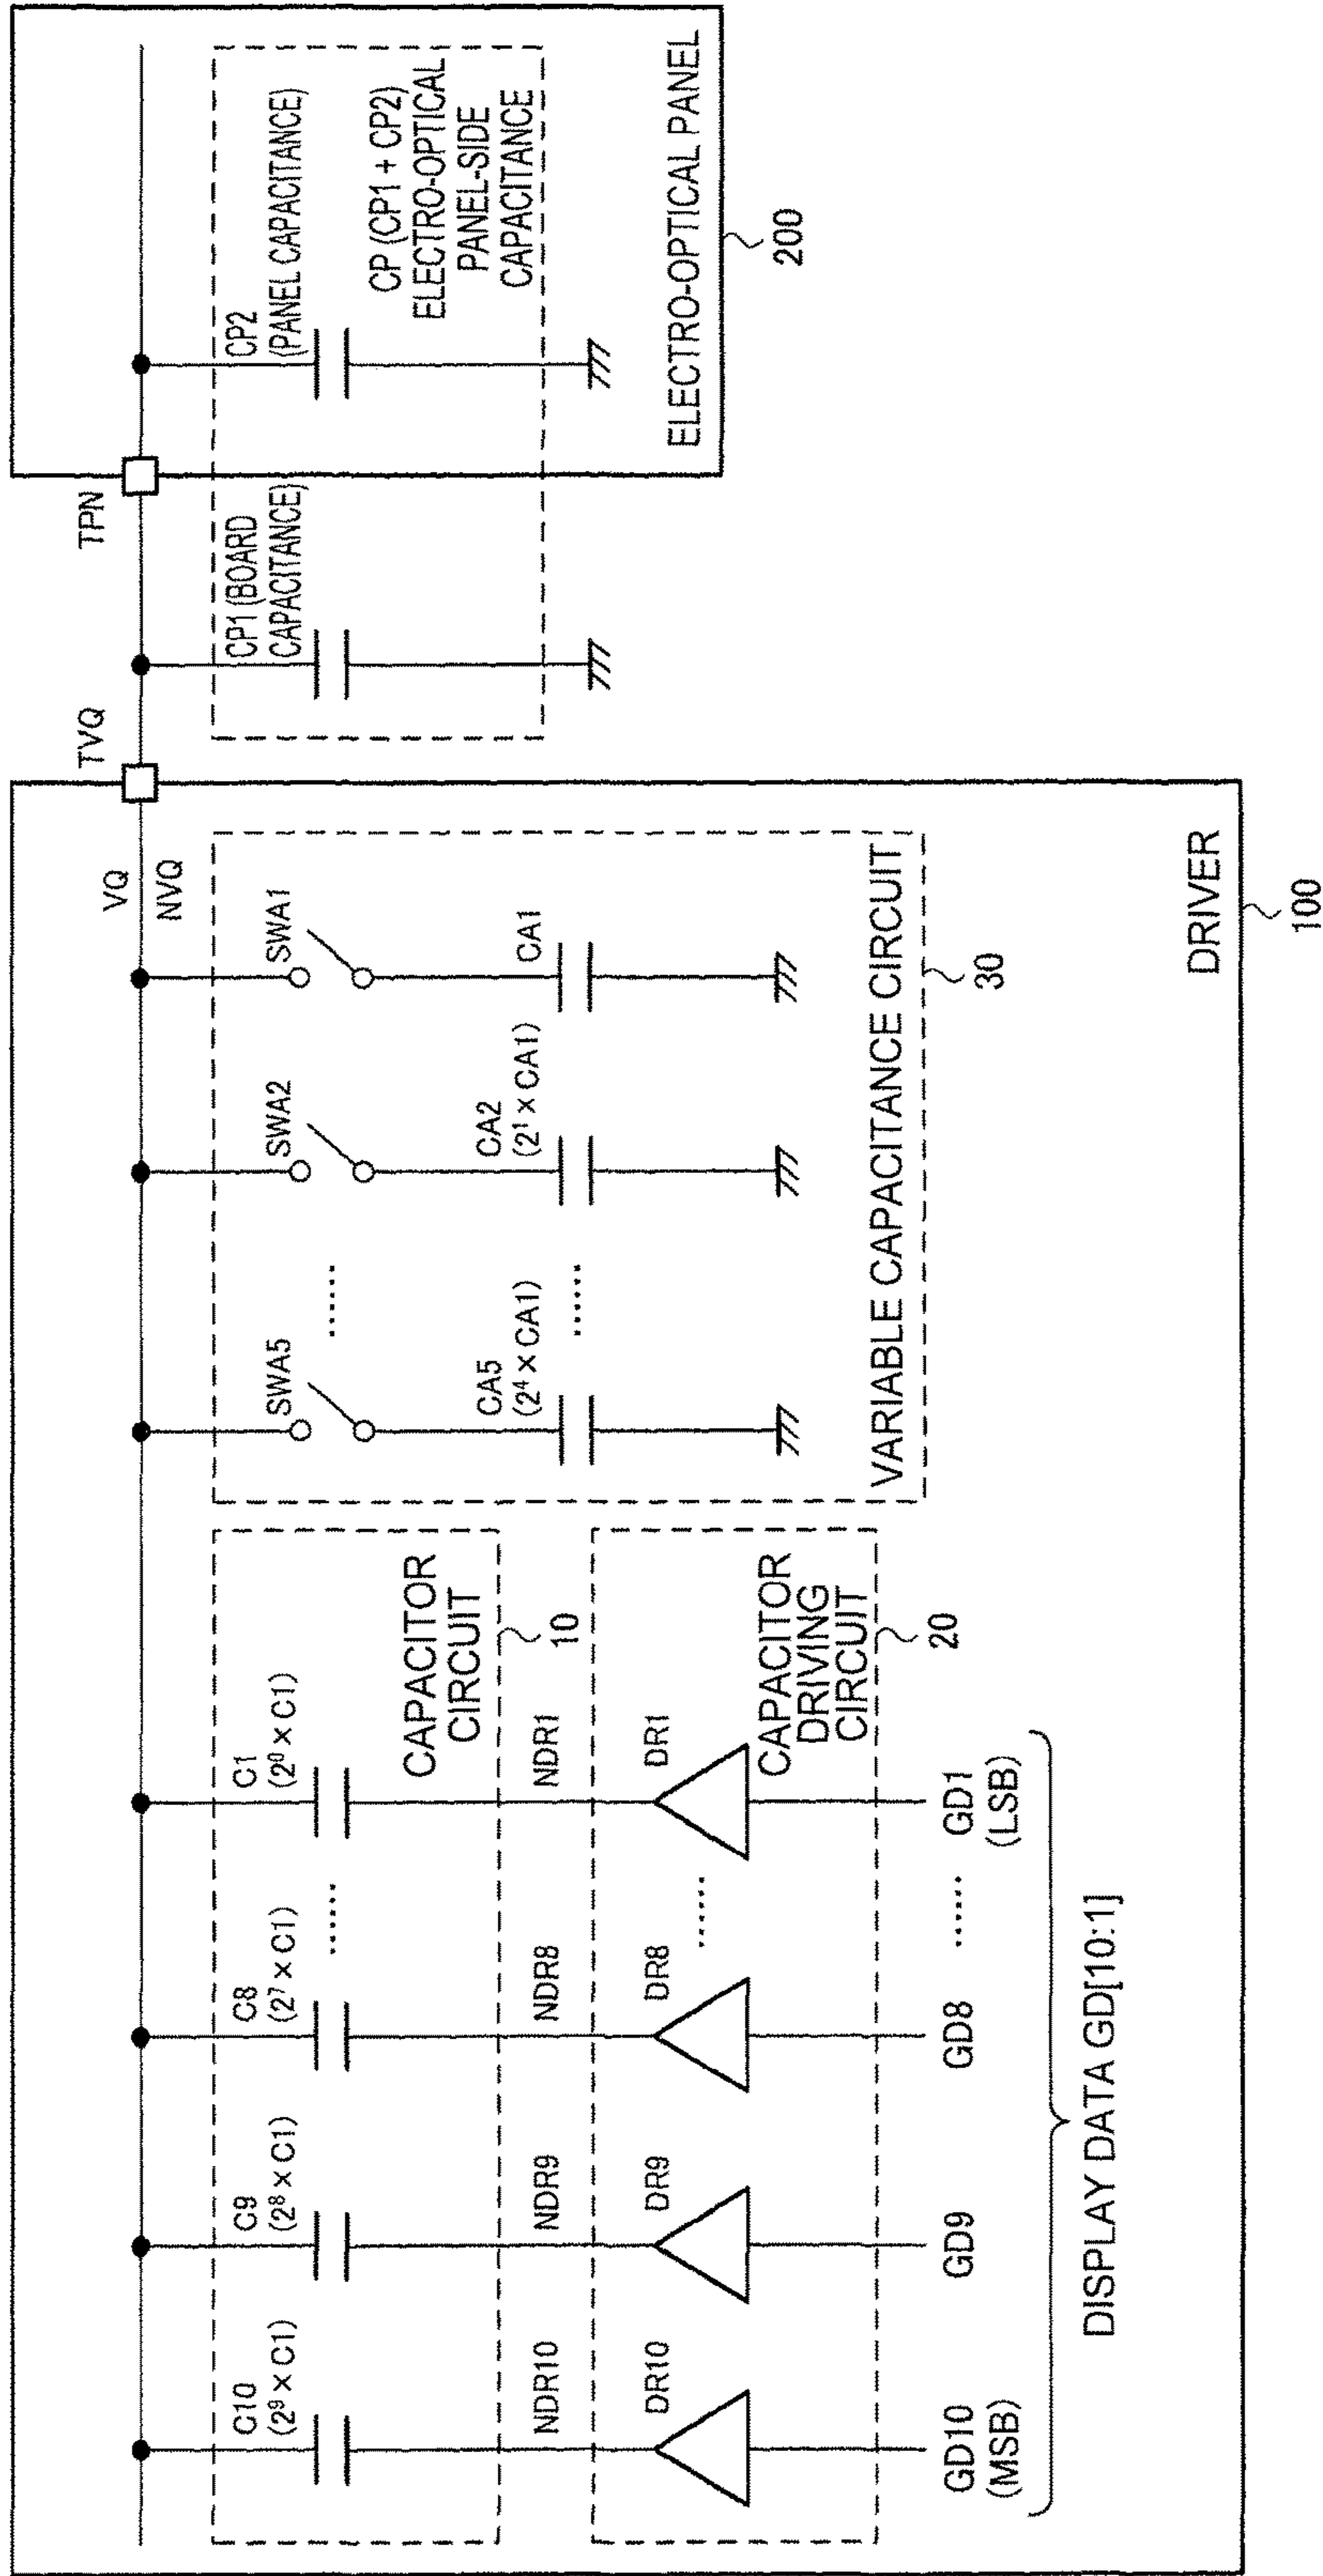 VQ
NVQ
TVQ
TPN
C10
(2⁹ × C1)
C9
(2⁸ × C1)
C8
(2⁷ × C1)
......
C1
(2⁰ × C1)
CAPACITOR
CIRCUIT
10
NDR10
NDR9
NDR8
NDR1
DR10
DR9
DR8
......
DR1
CAPACITOR
DRIVING
CIRCUIT
20
GD10
(MSB)
GD9
GD8
......
GD1
(LSB)
DISPLAY DATA GD[10:1]
SWA5
......
SWA2
SWA1
CA5
(2⁴ × CA1)
......
CA2
(2¹ × CA1)
CA1
VARIABLE CAPACITANCE CIRCUIT
30
DRIVER
100
CP1 (BOARD
CAPACITANCE)
CP2
(PANEL CAPACITANCE)
CP (CP1 + CP2)
ELECTRO-OPTICAL
PANEL-SIDE
CAPACITANCE
ELECTRO-OPTICAL PANEL
200